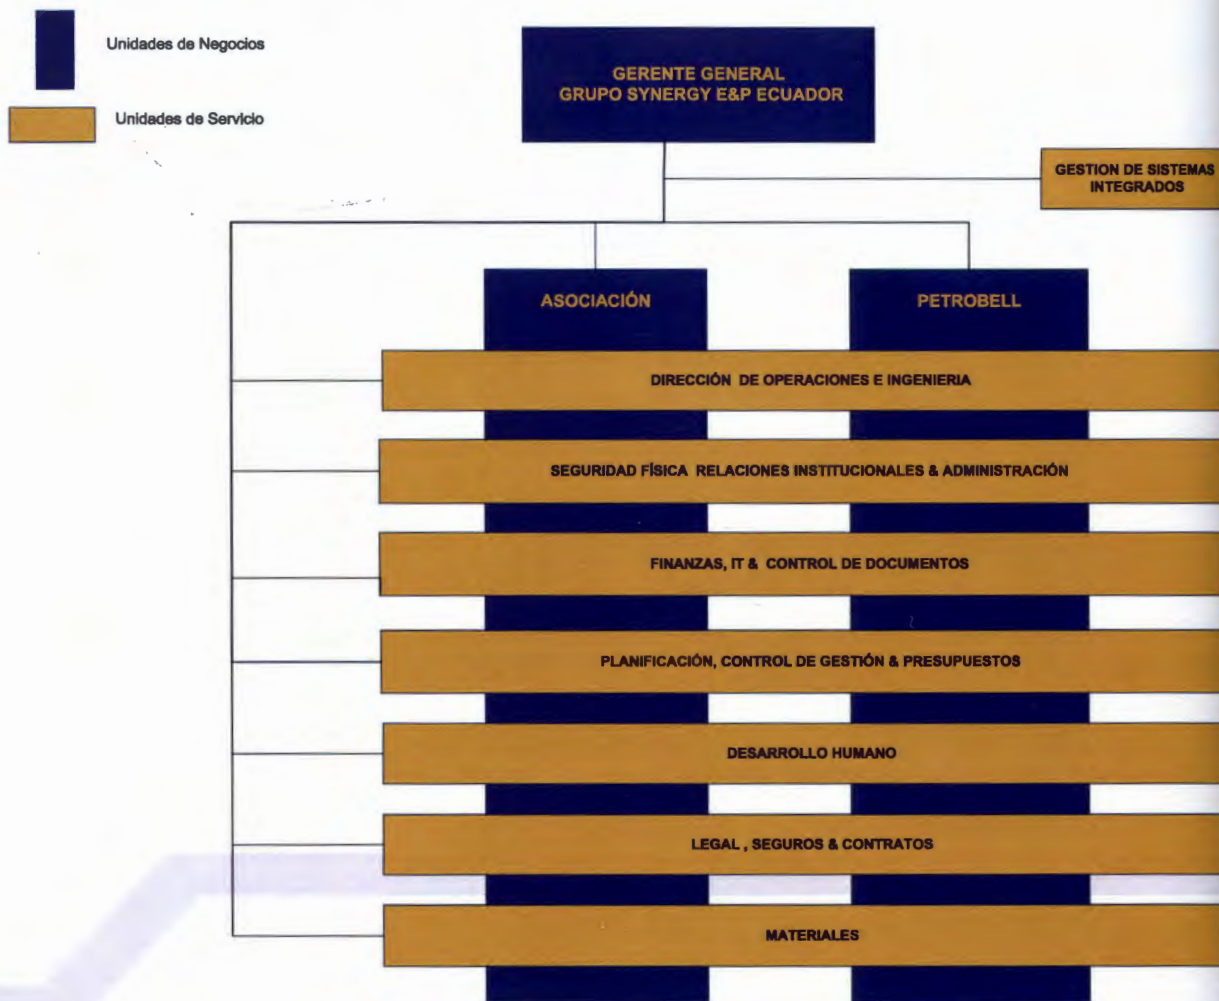 Unidades de Negocios
Unidades de Servicio
GERENTE GENERAL
GRUPO SYNERGY E&P ECUADOR
GESTION DE SISTEMAS
INTEGRADOS
ASOCIACIÓN
PETROBELL
DIRECCIÓN DE OPERACIONES E INGENIERIA
SEGURIDAD FÍSICA RELACIONES INSTITUCIONALES & ADMINISTRACIÓN
FINANZAS, IT & CONTROL DE DOCUMENTOS
PLANIFICACIÓN, CONTROL DE GESTIÓN & PRESUPUESTOS
DESARROLLO HUMANO
LEGAL , SEGUROS & CONTRATOS
MATERIALES